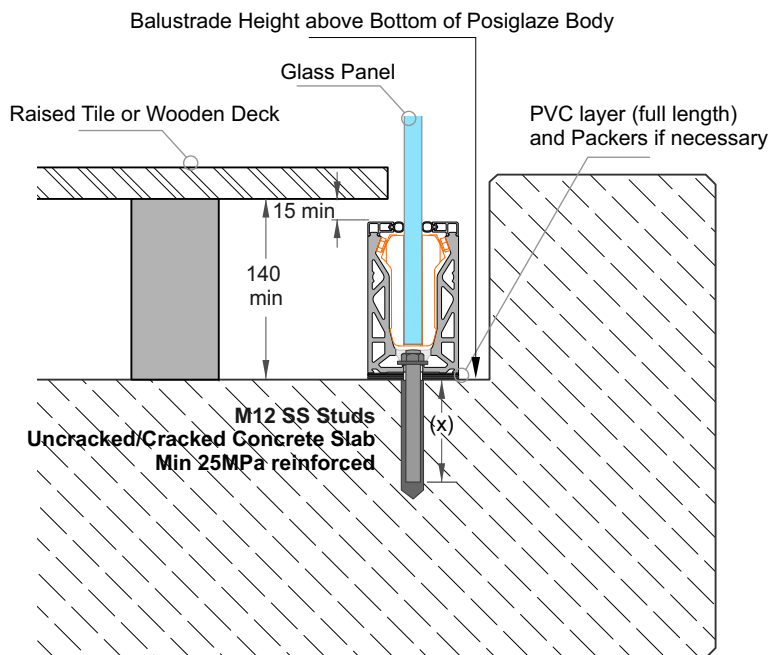 Balustrade Height above Bottom of Posiglaze Body
Glass Panel
Raised Tile or Wooden Deck
PVC layer (full length)
and Packers if necessary
15 min
140
min
M12 SS Studs
Uncracked/Cracked Concrete Slab
Min 25MPa reinforced
(x)